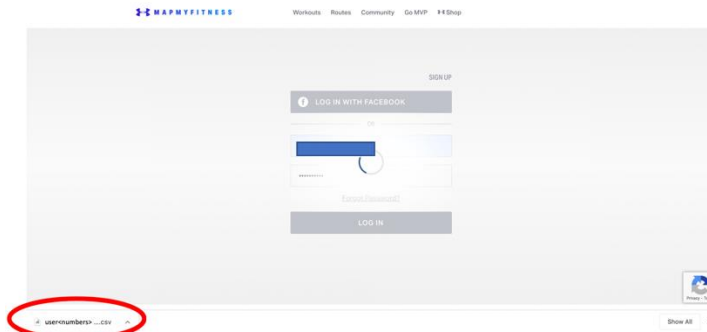 MAPMYFITNESS
Workouts Routes Community Go MVP Shop
SIGN UP
LOG IN WITH FACEBOOK
OR
Forgot Password?
LOG IN
Privacy - T
user<numbers> ....csv
Show All